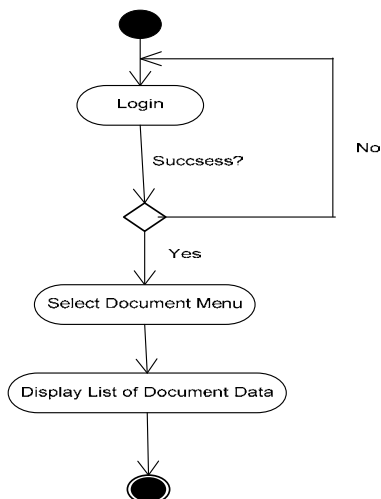 Login
No
Succsess?
Yes
Select Document Menu
Display List of Document Data